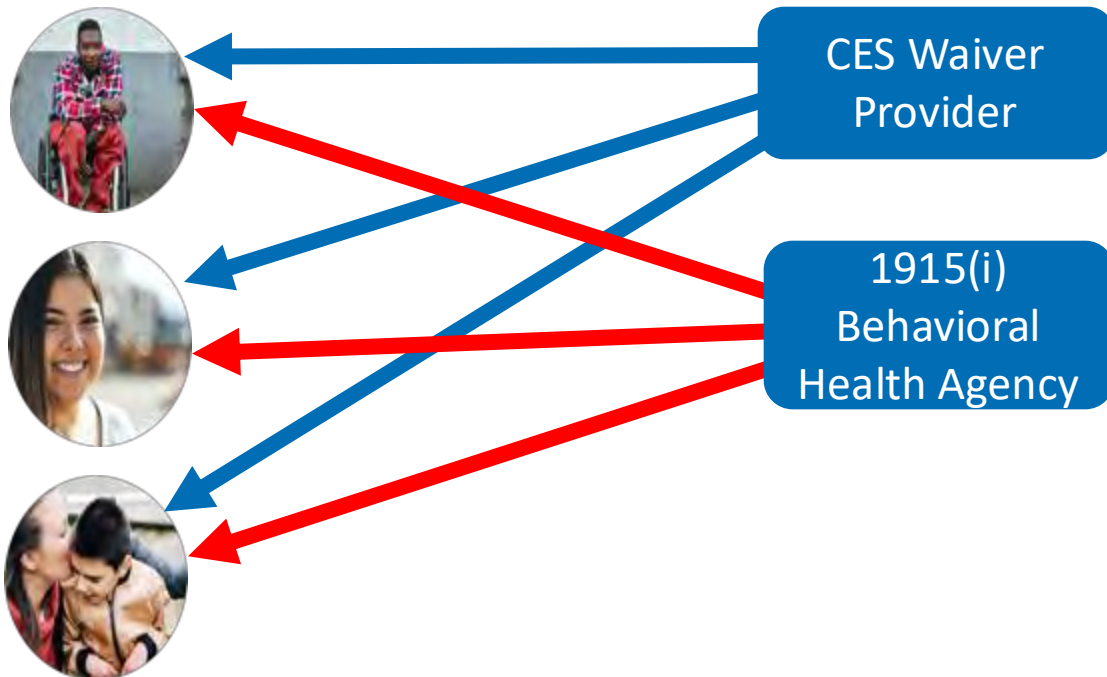 CES Waiver
Provider
1915(i)
Behavioral
Health Agency